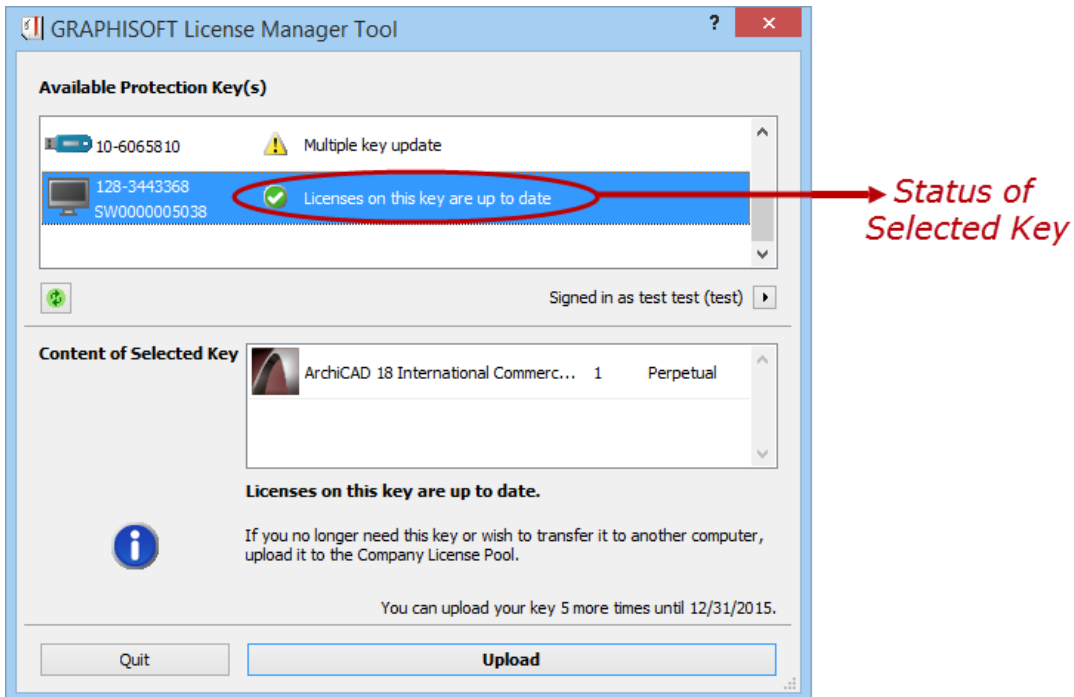 GRAPHISOFT License Manager Tool ? ×
Available Protection Key(s)
10-6065810 Multiple key update
128-3443368
SW0000005038
Licenses on this key are up to date
Status of
Selected Key
Signed in as test test (test)
Content of Selected Key
ArchiCAD 18 International Commerc... 1 Perpetual
Licenses on this key are up to date.
If you no longer need this key or wish to transfer it to another computer,
upload it to the Company License Pool.
You can upload your key 5 more times until 12/31/2015.
Quit Upload